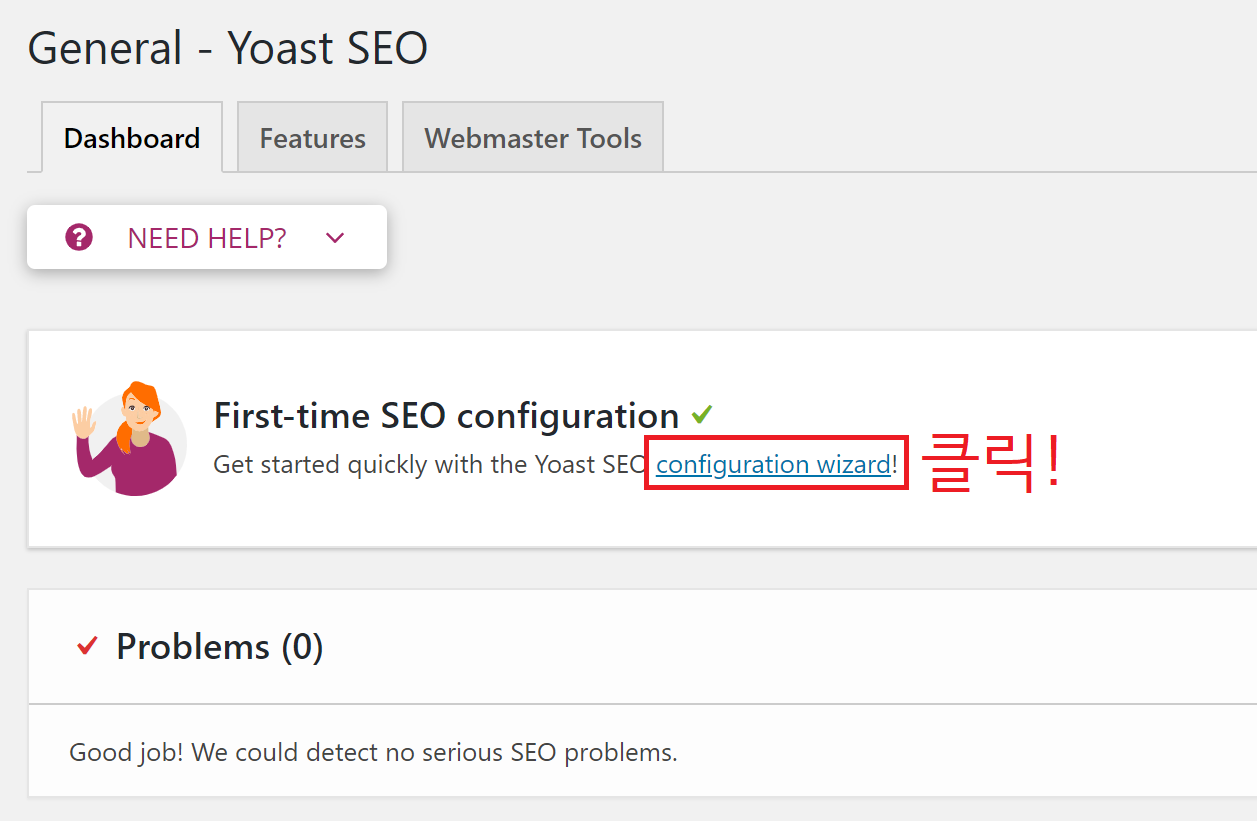 General - Yoast SEO
Dashboard
Features
Webmaster Tools
? NEED HELP?
First-time SEO configuration
Get started quickly with the Yoast SEO configuration wizard! 클릭!
Problems (0)
Good job! We could detect no serious SEO problems.